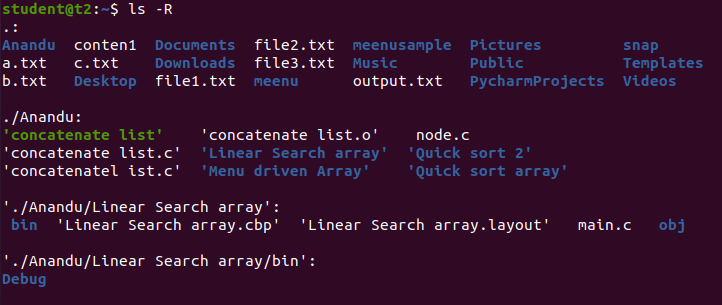 student@t2:~$ ls -R
.:
Anandu  conten1  Documents  file2.txt  meenusample  Pictures  snap
a.txt  c.txt  Downloads  file3.txt  Music  Public  Templates
b.txt  Desktop  file1.txt  meenu  output.txt  PycharmProjects  Videos
./Anandu:
'concatenate list'  'concatenate list.o'  node.c
'concatenate list.c'  'Linear Search array'  'Quick sort 2'
'concatenatel ist.c'  'Menu driven Array'  'Quick sort array'
'./Anandu/Linear Search array':
bin  'Linear Search array.cbp'  'Linear Search array.layout'  main.c  obj
'./Anandu/Linear Search array/bin':
Debug